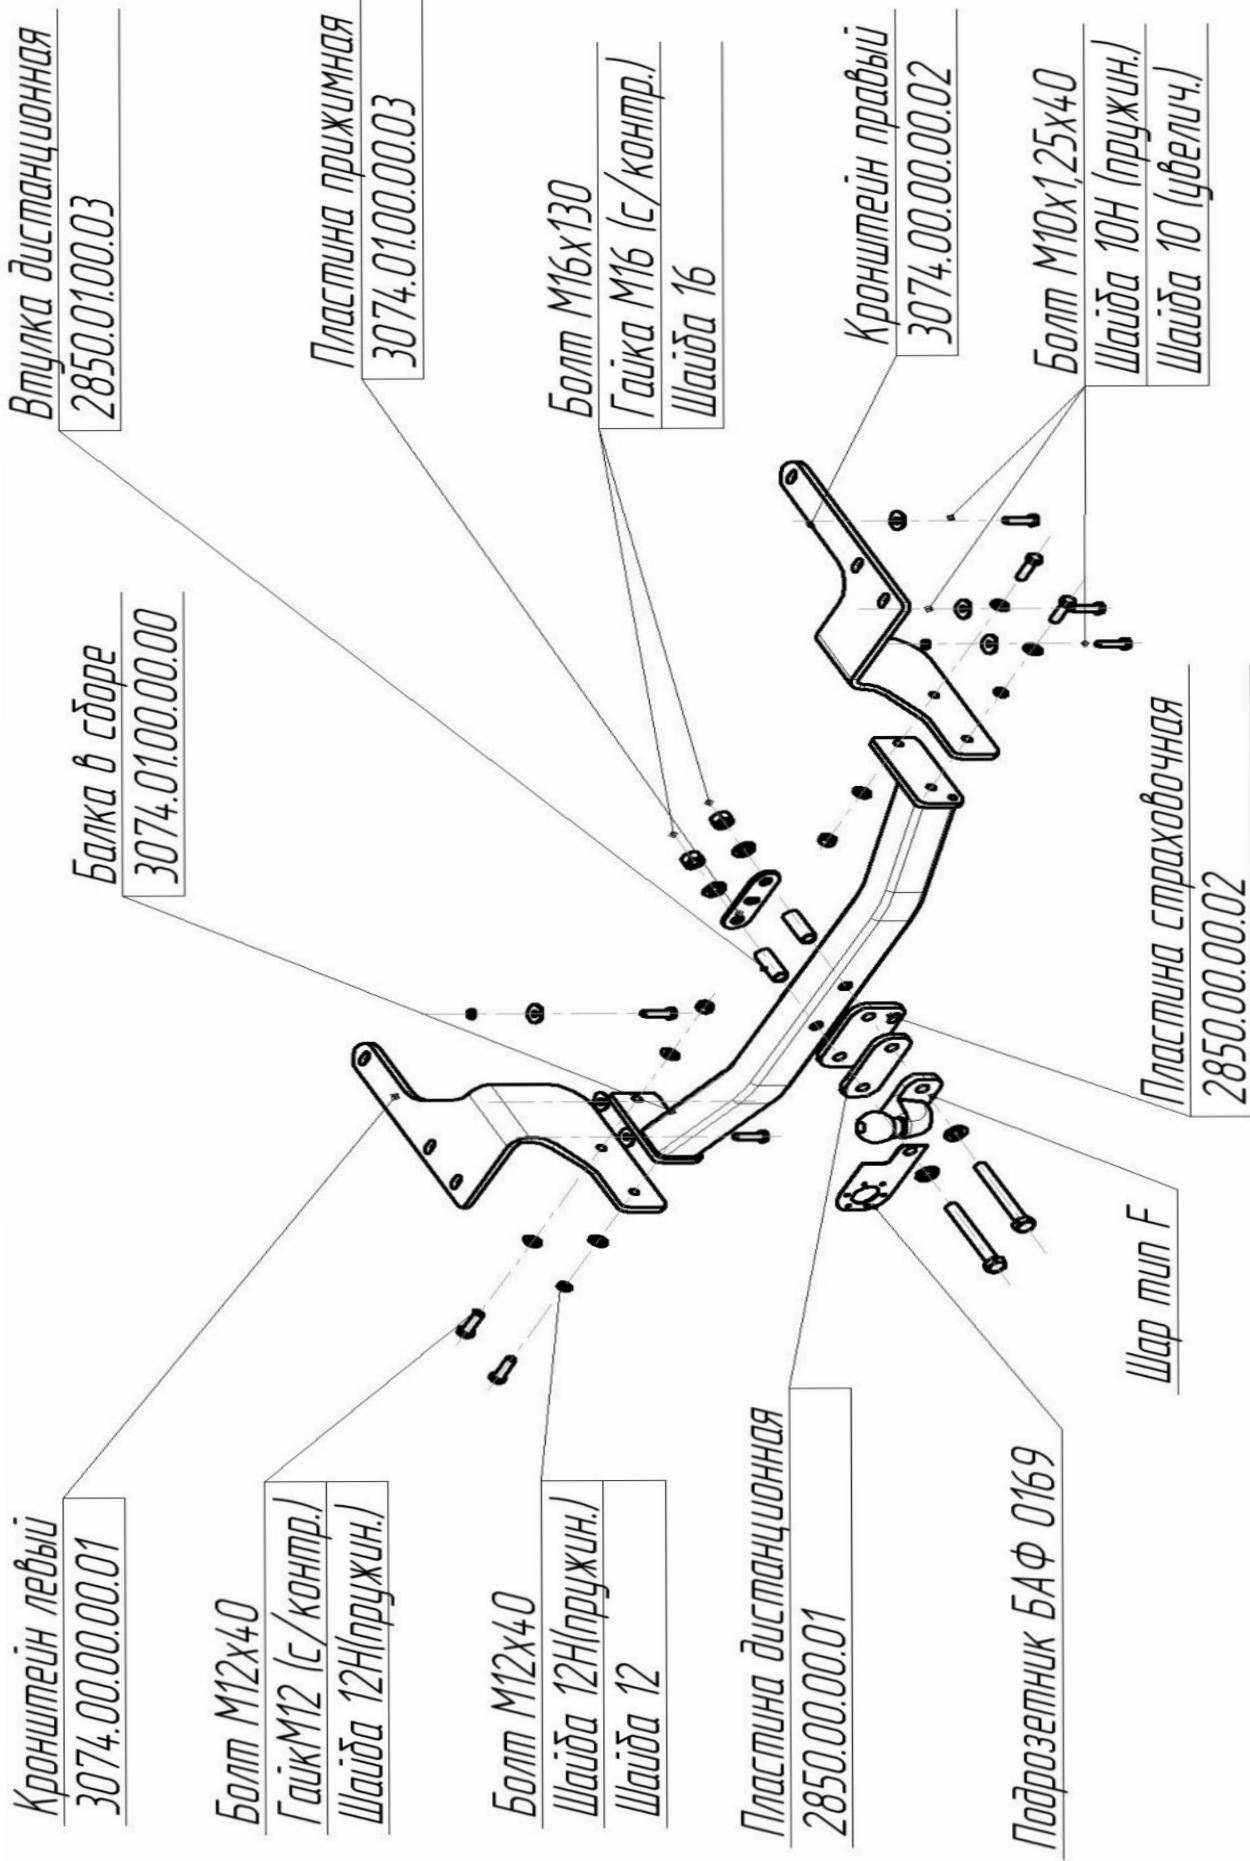 Кронштейн левый
3074.00.00.00.01
Болт М12х40
ГайкМ12 (с/контр.)
Шайба 12Н(пружин.)
Болт М12х40
Шайба 12Н(пружин.)
Шайба 12
Пластина дистанционная
2850.00.00.01
Подрозетник БАФ 0169
Шар тип F
Балка в сборе
3074.01.00.00.00
Пластина страховочная
2850.00.00.02
Втулка дистанционная
2850.01.00.03
Пластина прижимная
3074.01.00.00.03
Болт М16х130
Гайка М16 (с/контр.)
Шайба 16
Кронштейн правый
3074.00.00.00.02
Болт М10х1,25х40
Шайба 10Н (пружин.)
Шайба 10 (увелич.)